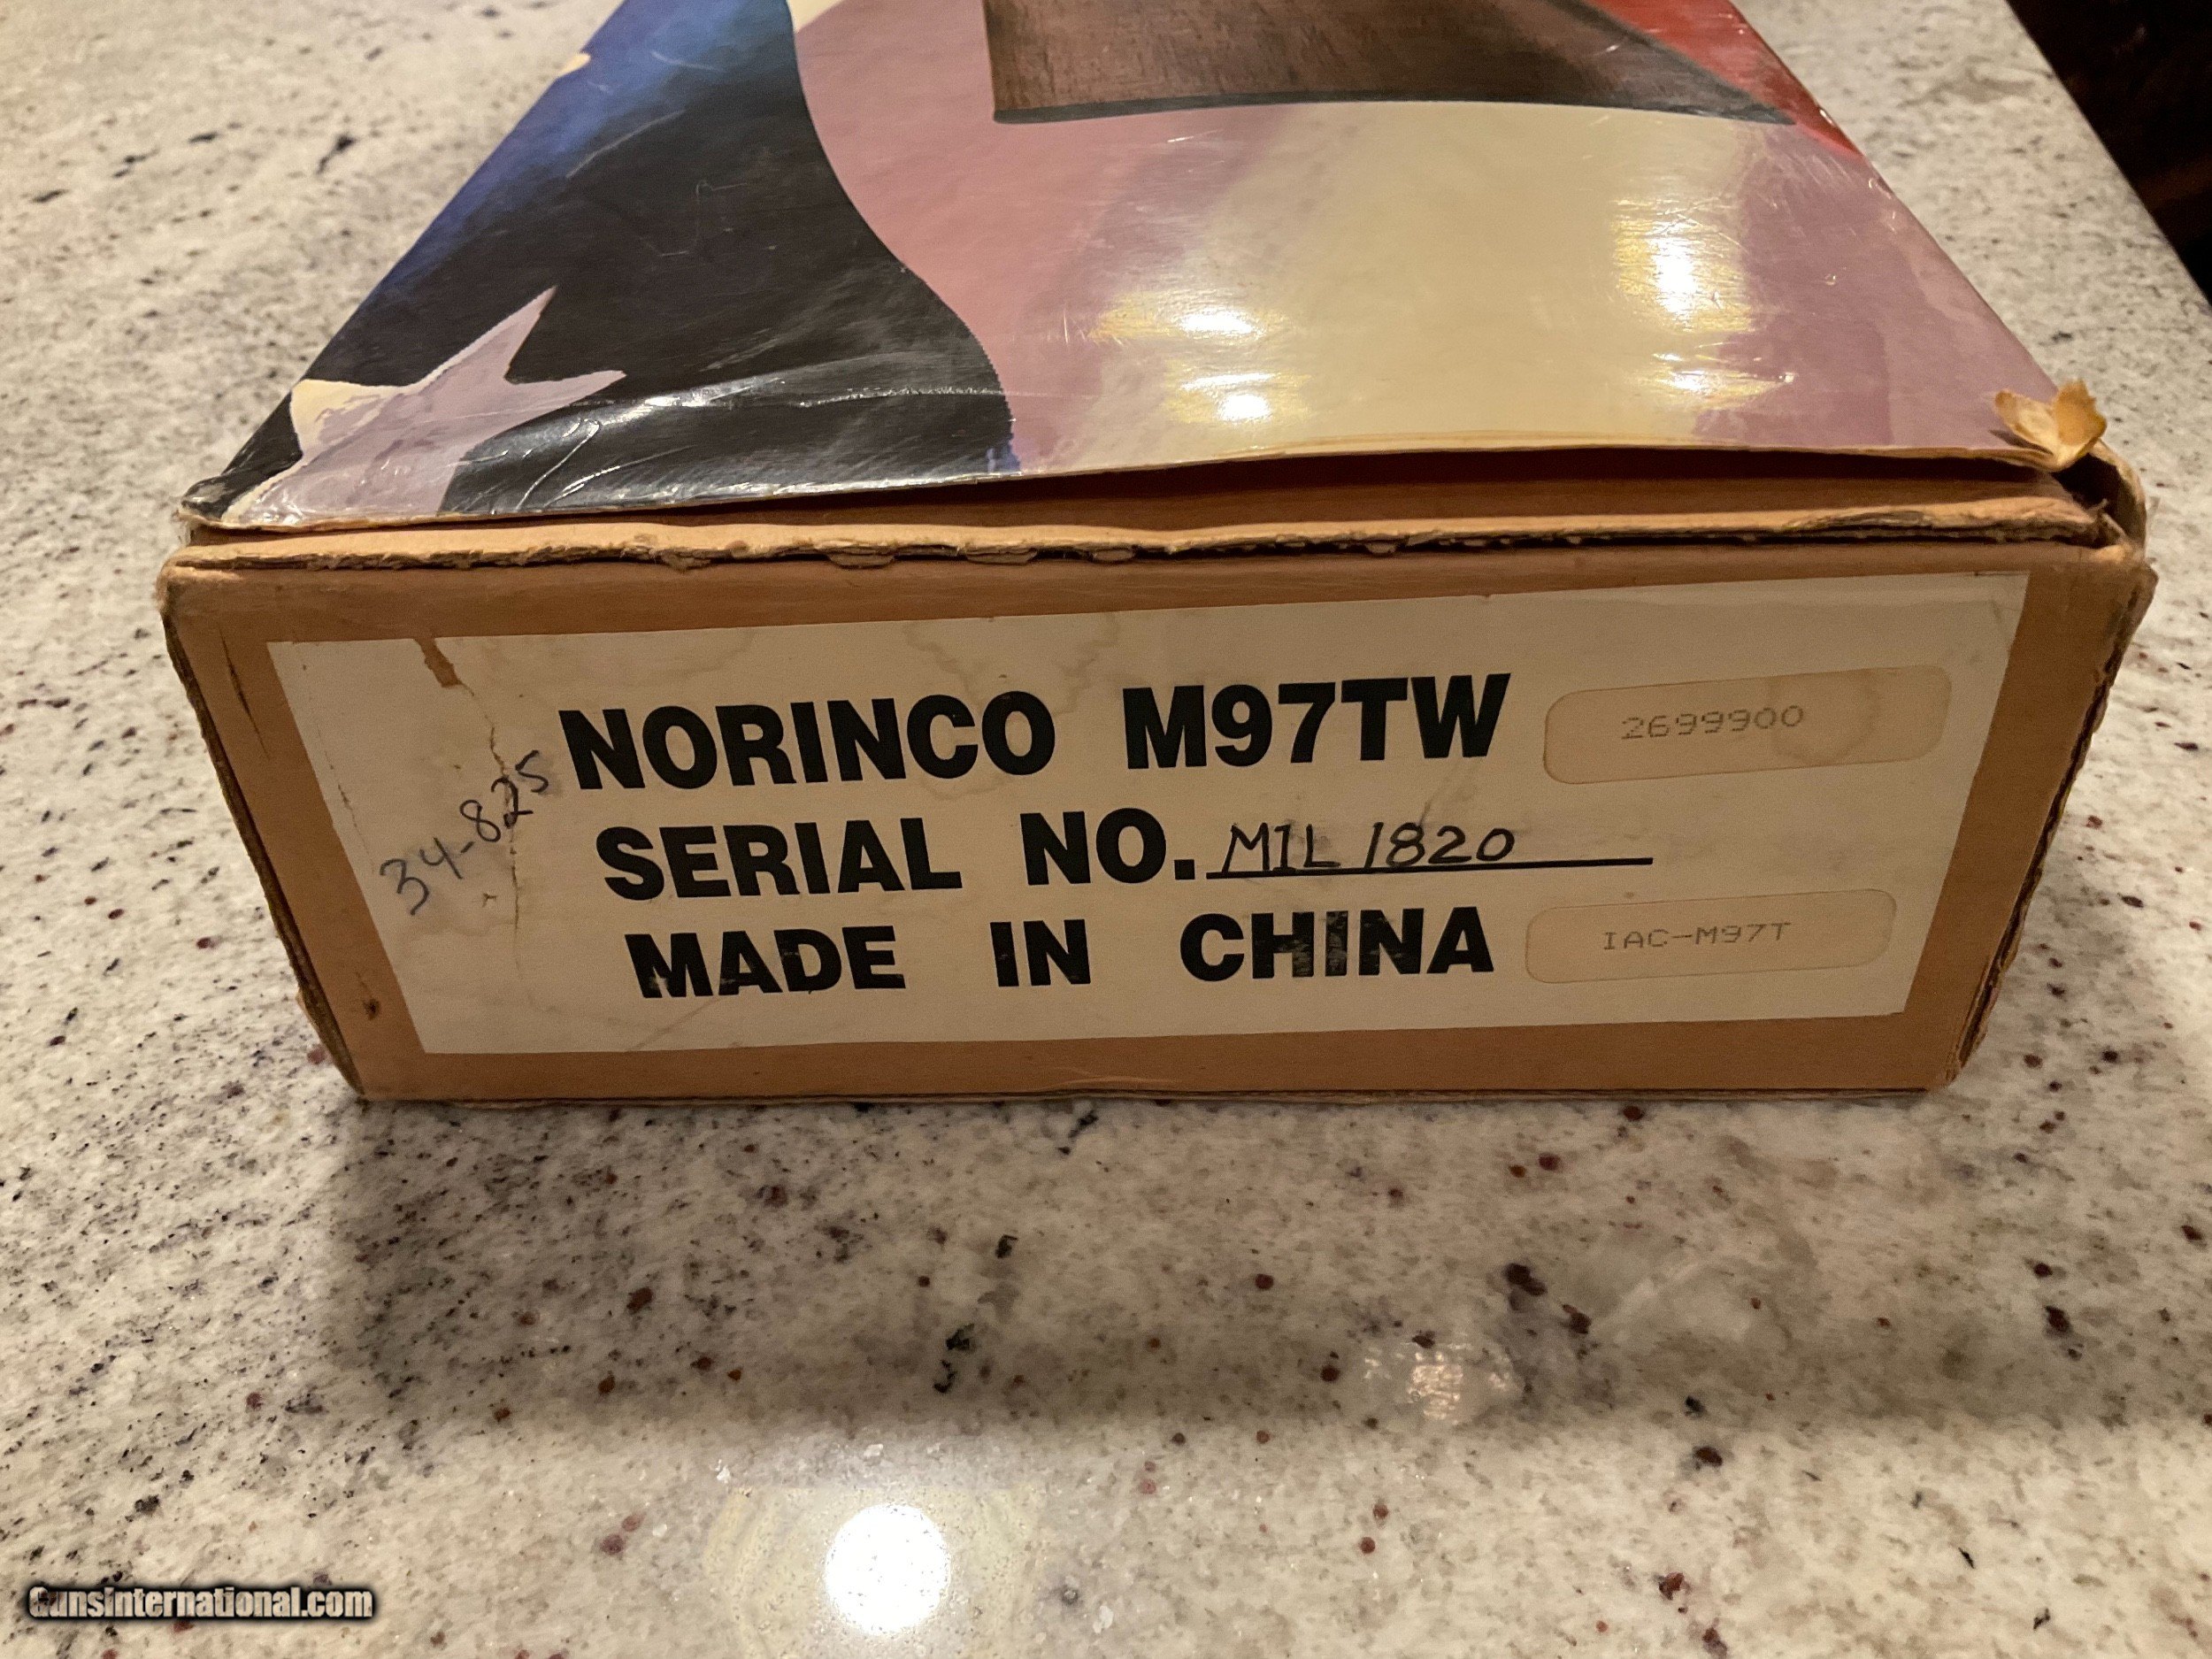 NORINCO M97TW 2699900
34-825
SERIAL NO. MIL 1820
MADE IN CHINA IAC-M97T
Gunsinternational.com